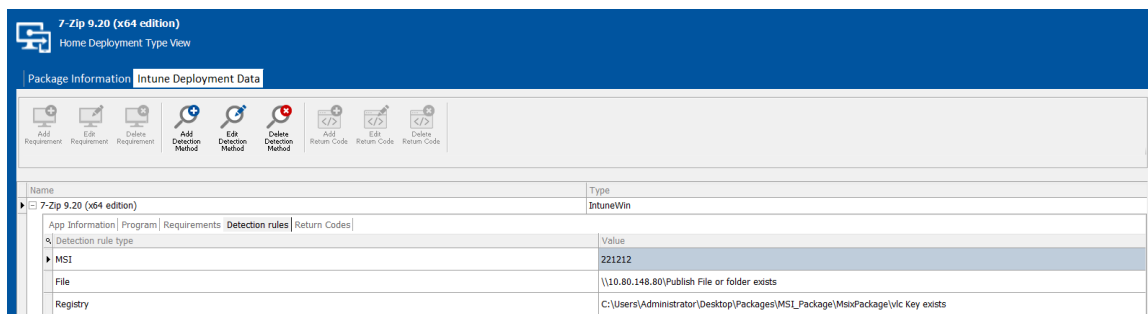 7-Zip 9.20 (x64 edition)
Home Deployment Type View
Package Information Intune Deployment Data
Add Requirement Edit Requirement Delete Requirement Add Detection Method Edit Detection Method Delete Detection Method Add Return Code Edit Return Code Delete Return Code
Name Type
7-Zip 9.20 (x64 edition) IntuneWin
App Information Program Requirements Detection rules Return Codes
Detection rule type Value
MSI 221212
File \\10.80.148.80\Publish File or folder exists
Registry C:\Users\Administrator\Desktop\Packages\MSI_Package\MsixPackage\vlc Key exists